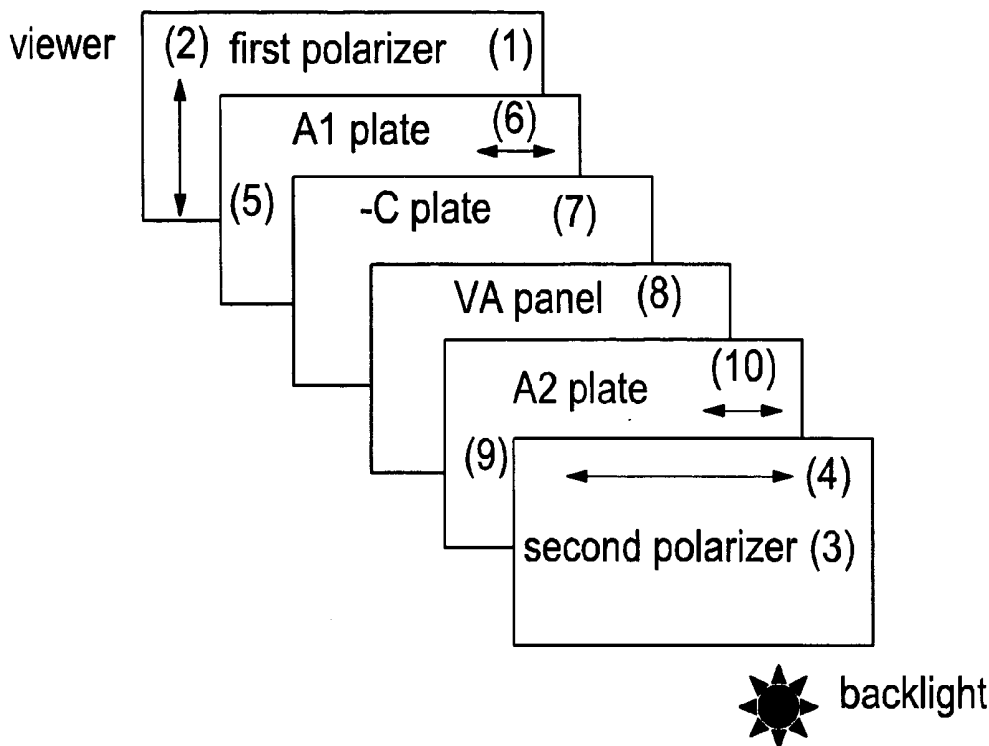 viewer (2) first polarizer (1)
A1 plate (6)
(5)
-C plate (7)
VA panel (8)
(10)
A2 plate
(9)
(4)
second polarizer (3)
backlight